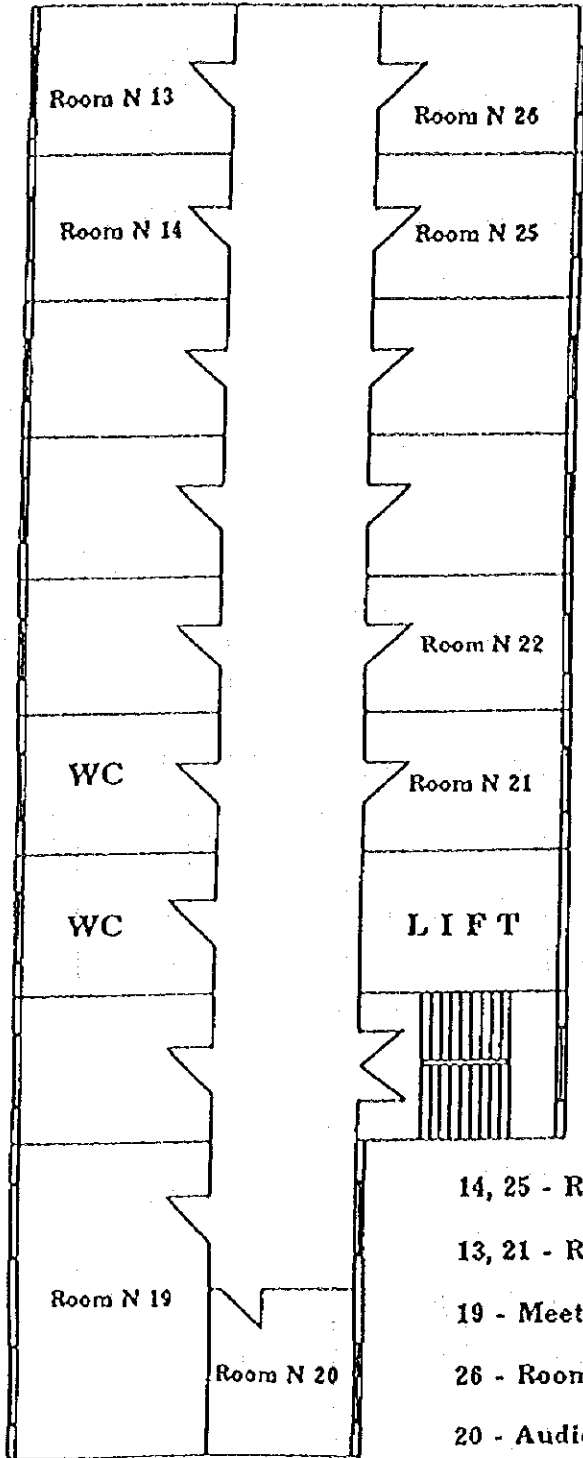 Room N 13
Room N 26
Room N 14
Room N 25
Room N 22
WC
Room N 21
WC
LIFT
14, 25 - R
13, 21 - R
Room N 19
19 - Meet
Room N 20
26 - Room
20 - Audi